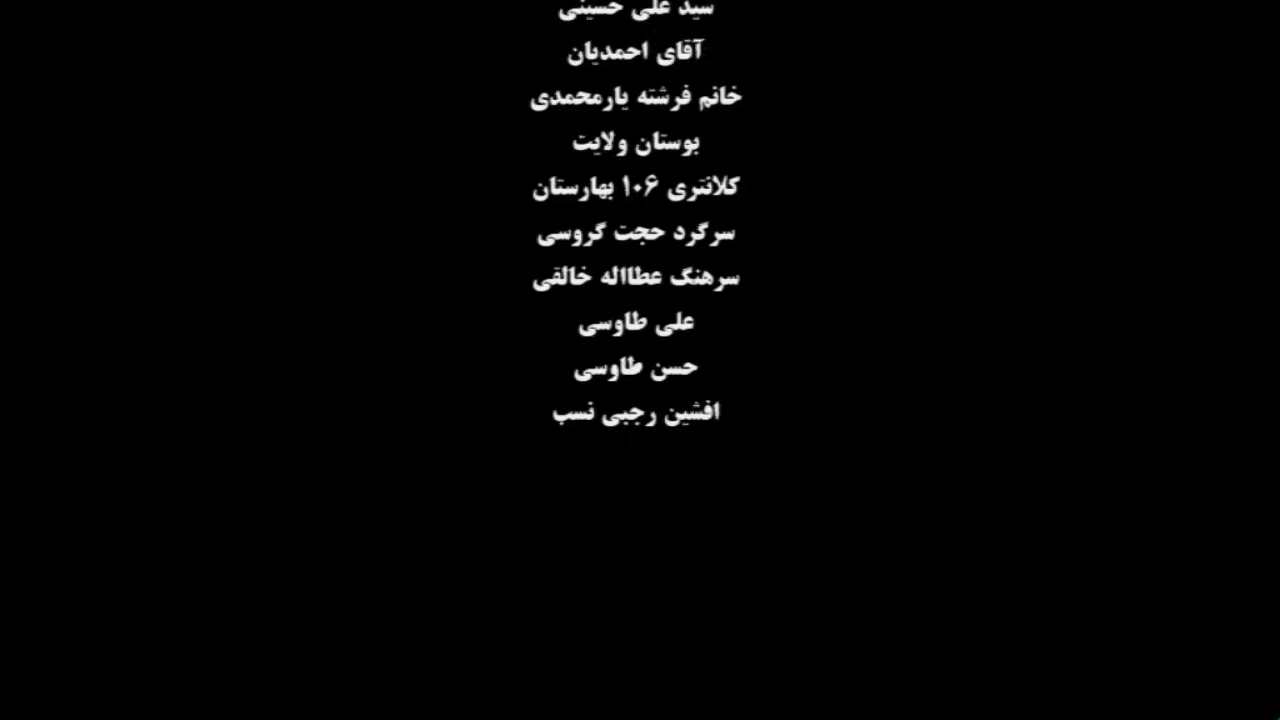 سید علی حسینی
آقای احمدیان
خانم فرشته یارمحمدی
بوستان ولایت
کلانتری ۱۰۶ بهارستان
سرگرد حجت گروسی
سرهنگ عطااله خالقی
علی طاوسی
حسن طاوسی
افشین رجبی نسب